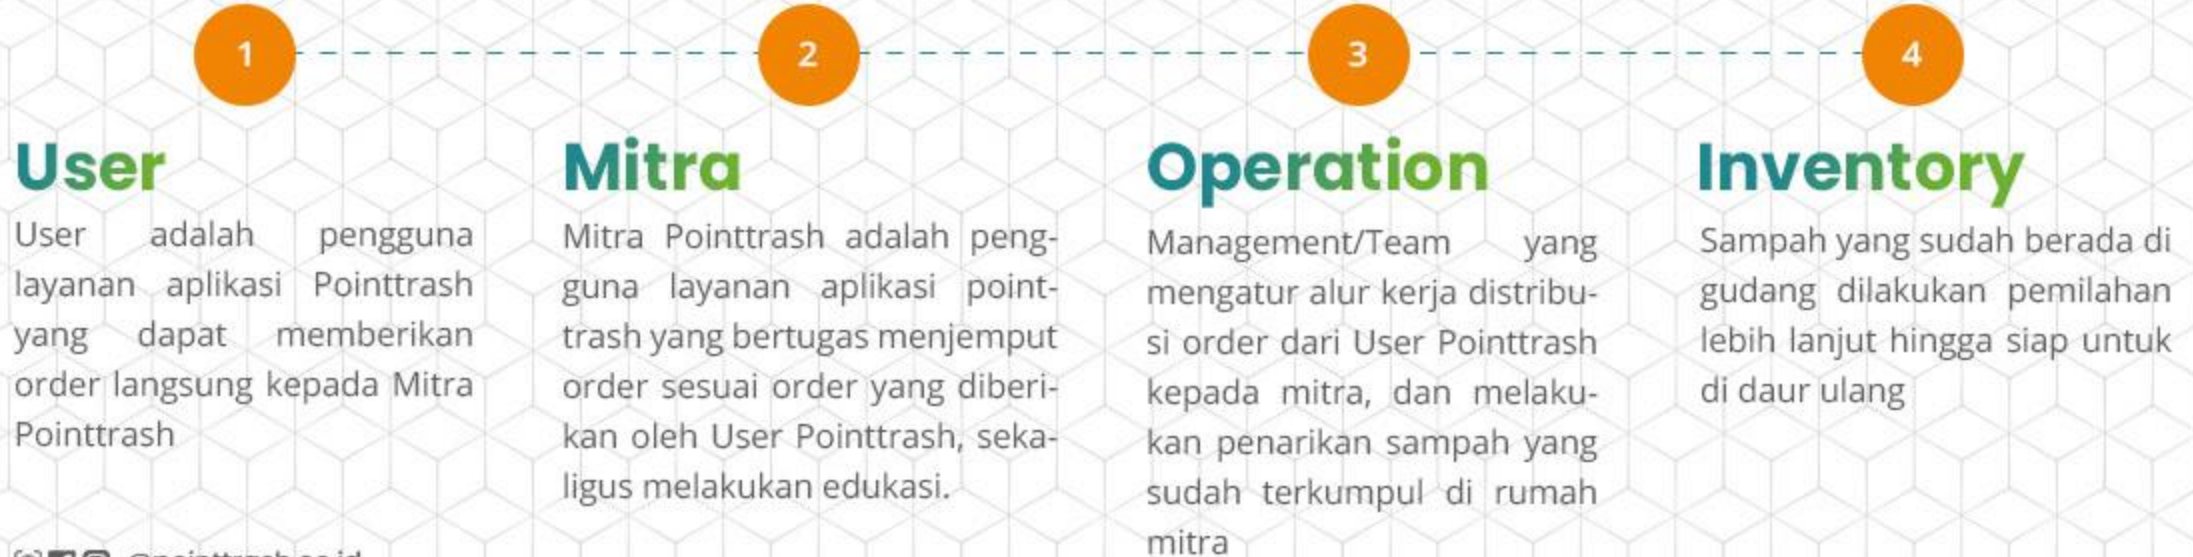 1
2
3
4
User
User adalah pengguna
layanan aplikasi Pointtrash
yang dapat memberikan
order langsung kepada Mitra
Pointtrash
Mitra
Mitra Pointtrash adalah peng-
guna layanan aplikasi point-
trash yang bertugas menjemput
order sesuai order yang diberi-
kan oleh User Pointtrash, seka-
ligus melakukan edukasi.
Operation
Management/Team yang
mengatur alur kerja distribu-
si order dari User Pointtrash
kepada mitra, dan melaku-
kan penarikan sampah yang
sudah terkumpul di rumah
mitra
Inventory
Sampah yang sudah berada di
gudang dilakukan pemilahan
lebih lanjut hingga siap untuk
di daur ulang